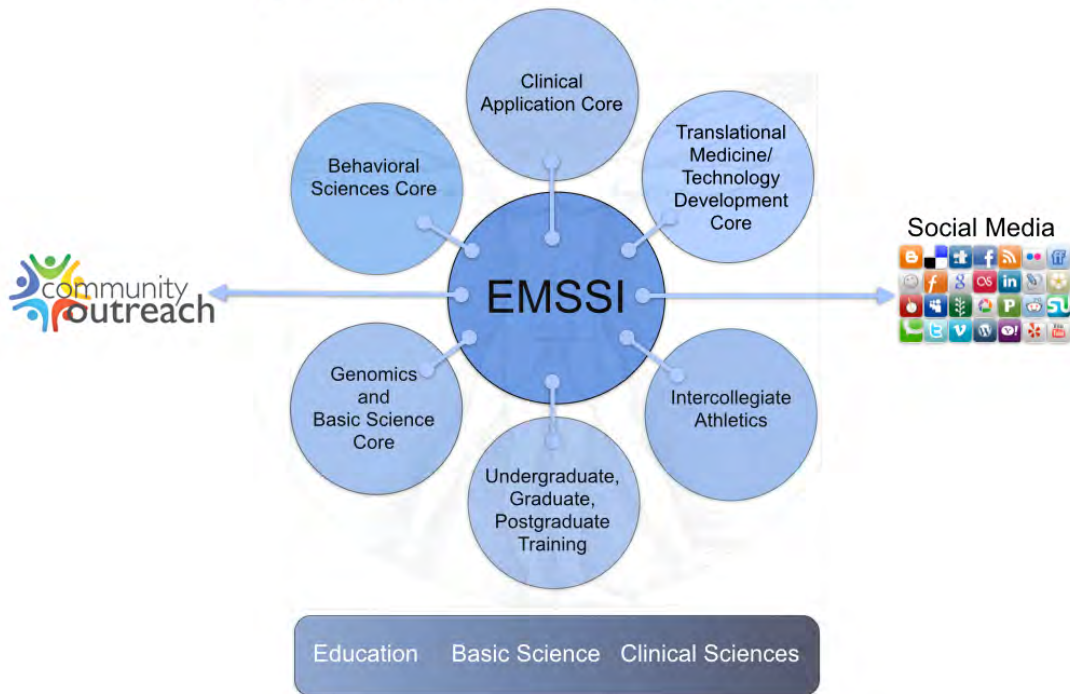 Clinical
Application Core
Translational
Medicine/
Technology
Development
Core
Behavioral
Sciences Core
Social Media
community
outreach
EMSSI
Genomics
and
Basic Science
Core
Intercollegiate
Athletics
Undergraduate,
Graduate,
Postgraduate
Training
Education Basic Science Clinical Sciences